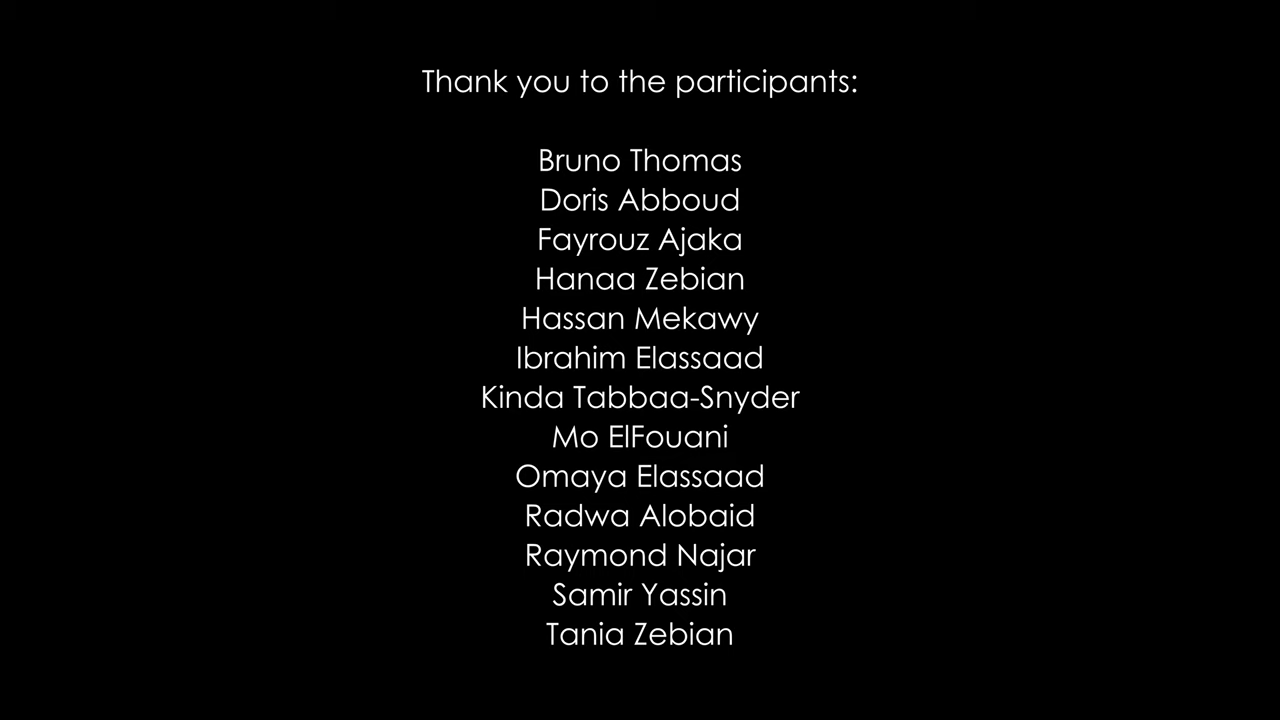 Thank you to the participants:
Bruno Thomas
Doris Abboud
Fayrouz Ajaka
Hanaa Zebian
Hassan Mekawy
Ibrahim Elassaad
Kinda Tabbaa-Snyder
Mo ElFouani
Omaya Elassaad
Radwa Alobaid
Raymond Najar
Samir Yassin
Tania Zebian